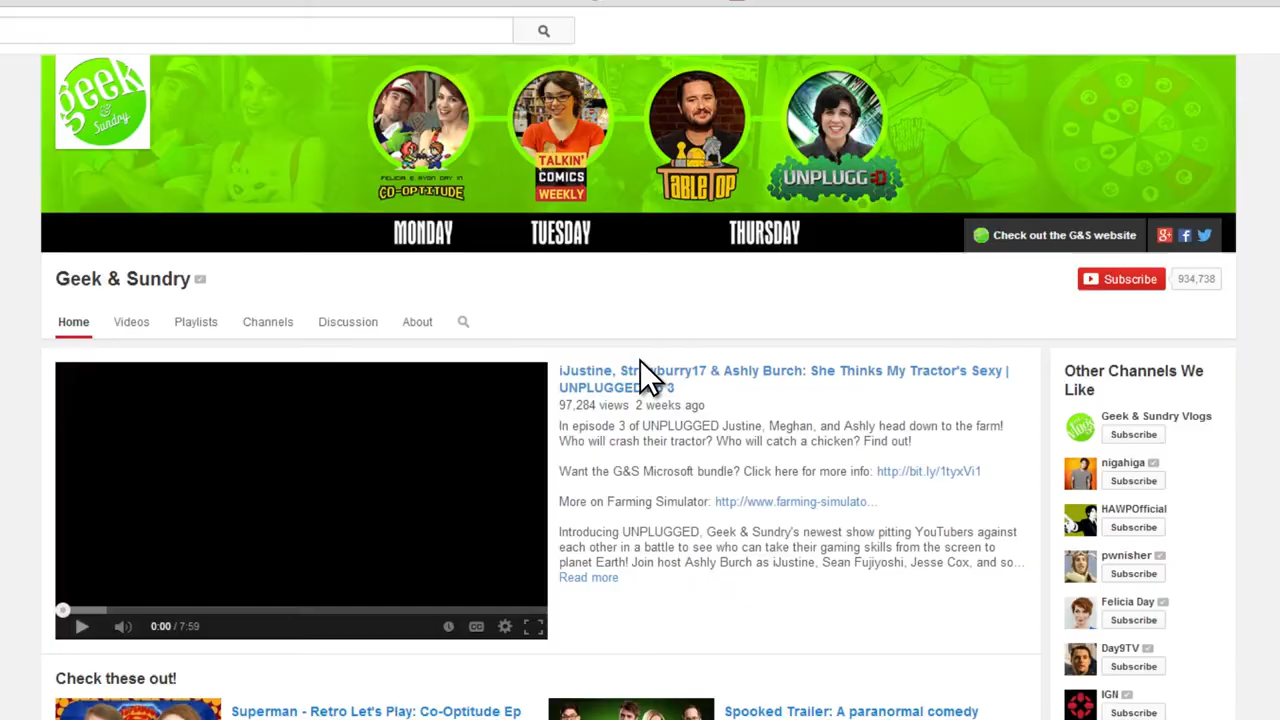 geek & Sundry
FELICIA & RYON DAY IN
CO-OPTITUDE
TALKIN'
COMICS
WEEKLY
TABLETOP
UNPLUGG=D
MONDAY
TUESDAY
THURSDAY
Check out the G&S website
Geek & Sundry
Subscribe
934,738
Home
Videos
Playlists
Channels
Discussion
About
iJustine, & Ashly Burch: She Thinks My Tractor's Sexy |
UNPLUGGED 3
97,284 views 2 weeks ago
In episode 3 of UNPLUGGED Justine, Meghan, and Ashly head down to the farm!
Who will crash their tractor? Who will catch a chicken? Find out!
Want the G&S Microsoft bundle? Click here for more info: http://bit.ly/1tyxVi1
More on Farming Simulator: http://www.farming-simulato...
Introducing UNPLUGGED, Geek & Sundry's newest show pitting YouTubers against
each other in a battle to see who can take their gaming skills from the screen to
planet Earth! Join host Ashly Burch as iJustine, Sean Fujiyoshi, Jesse Cox, and so...
Read more
0:00 / 7:59
CC
Other Channels We
Like
Geek & Sundry Vlogs
Subscribe
nigahiga
Subscribe
HAWPOfficial
Subscribe
pwnisher
Subscribe
Felicia Day
Subscribe
Day9TV
Subscribe
IGN
Subscribe
Check these out!
Superman - Retro Let's Play: Co-Optitude Ep
Spooked Trailer: A paranormal comedy